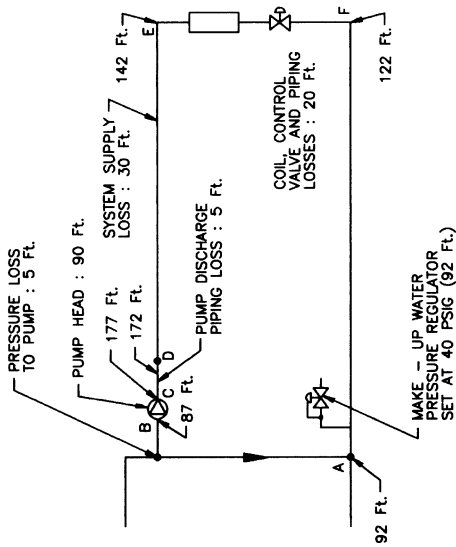 PRESSURE LOSS
TO PUMP : 5 Ft.
PUMP HEAD : 90 Ft.
177 Ft.
172 Ft.
SYSTEM SUPPLY
LOSS : 30 Ft.
142 Ft.
E
B
C
D
87 Ft.
PUMP DISCHARGE
PIPING LOSS : 5 Ft.
COIL, CONTROL
VALVE AND PIPING
LOSSES : 20 Ft.
F
122 Ft.
A
92 Ft.
MAKE - UP WATER
PRESSURE REGULATOR
SET AT 40 PSIG (92 Ft.)